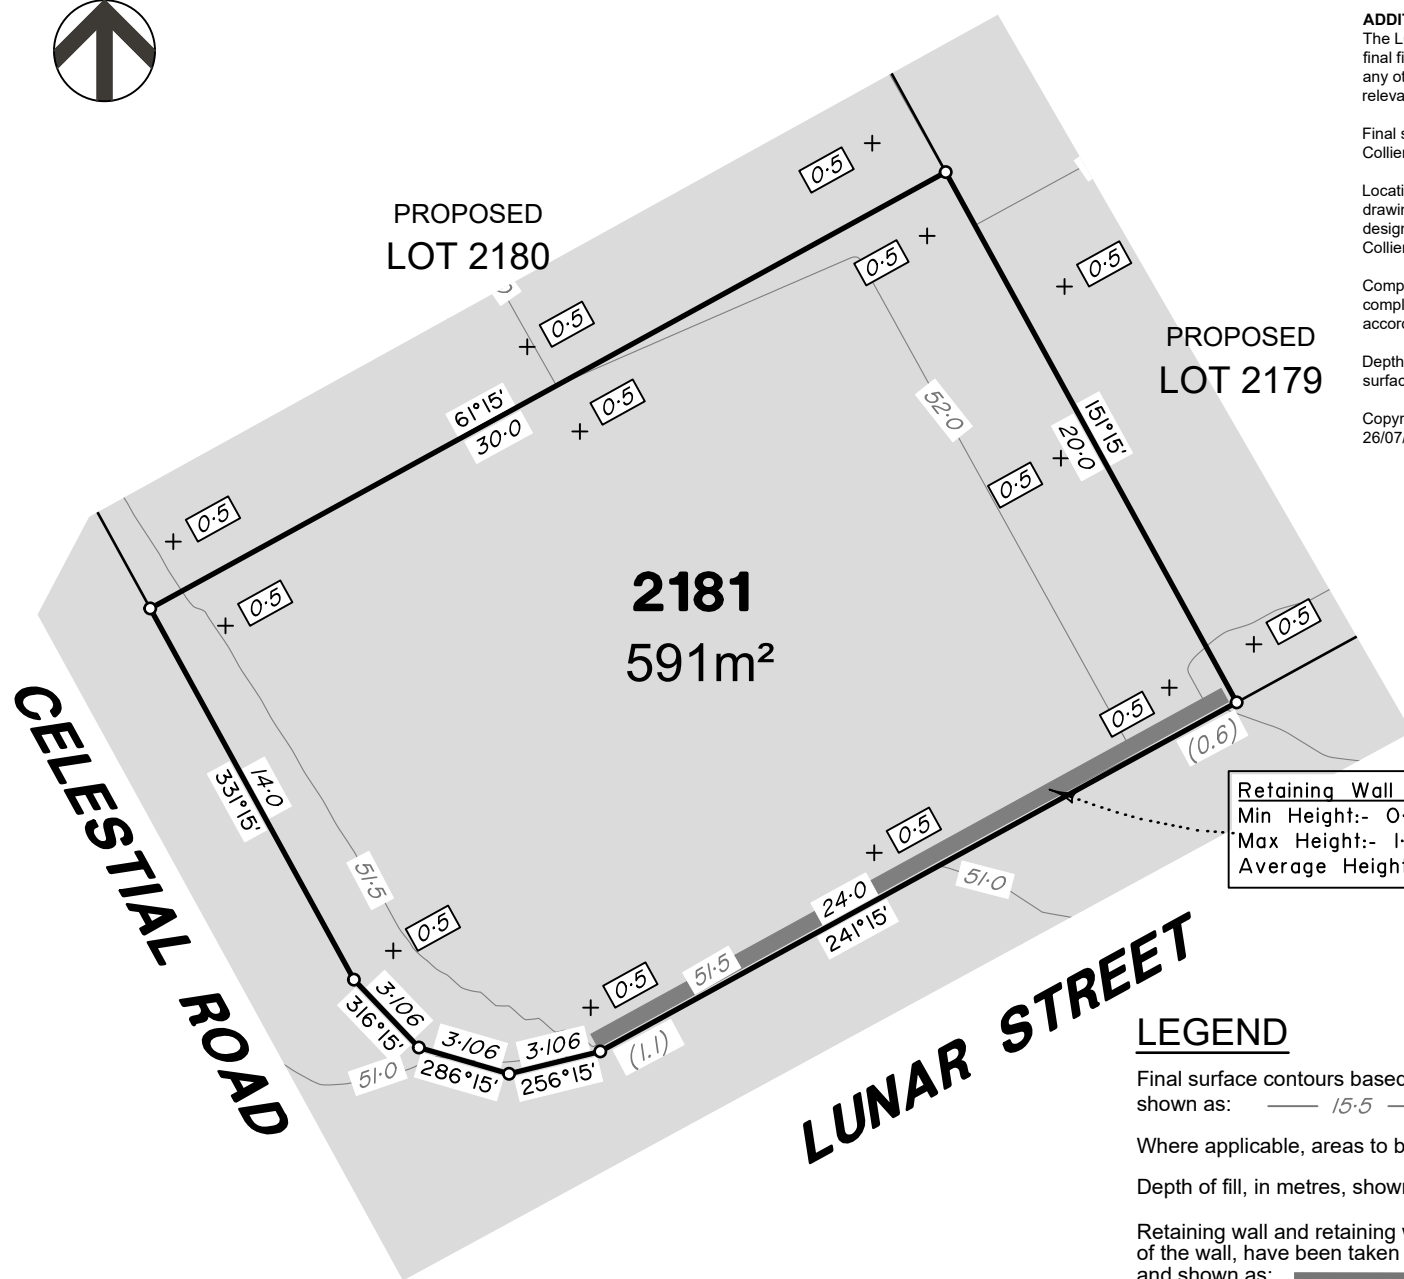 PROPOSED
LOT 2180
PROPOSED
LOT 2179
0·5
0·5
0·5
0·5
0·5
0·5
0·5
0·5
0·5
0·5
0·5
0·5
0·5
0·5
61°15'
30·0
151°15'
20·0
52·0
2181
591m²
CELESTIAL ROAD
14·0
331°15'
51·5
3·106
316°15'
3·106
286°15'
3·106
256°15'
51·0
(1.1)
51·5
24·0
241°15'
51·0
(0.6)
LUNAR STREET
Retaining Wall
Min Height:-
Max Height:-
Average
ADDIT
The L
final fi
any ot
releva
Final s
Collier
Locati
drawin
design
Collier
Comp
compl
accord
Depth
surfac
Copyr
26/07/
LEGEND
Final surface contours based
shown as: 15·5
Where applicable, areas to b
Depth of fill, in metres, shown
Retaining wall and retaining
of the wall, have been taken
and shown as: